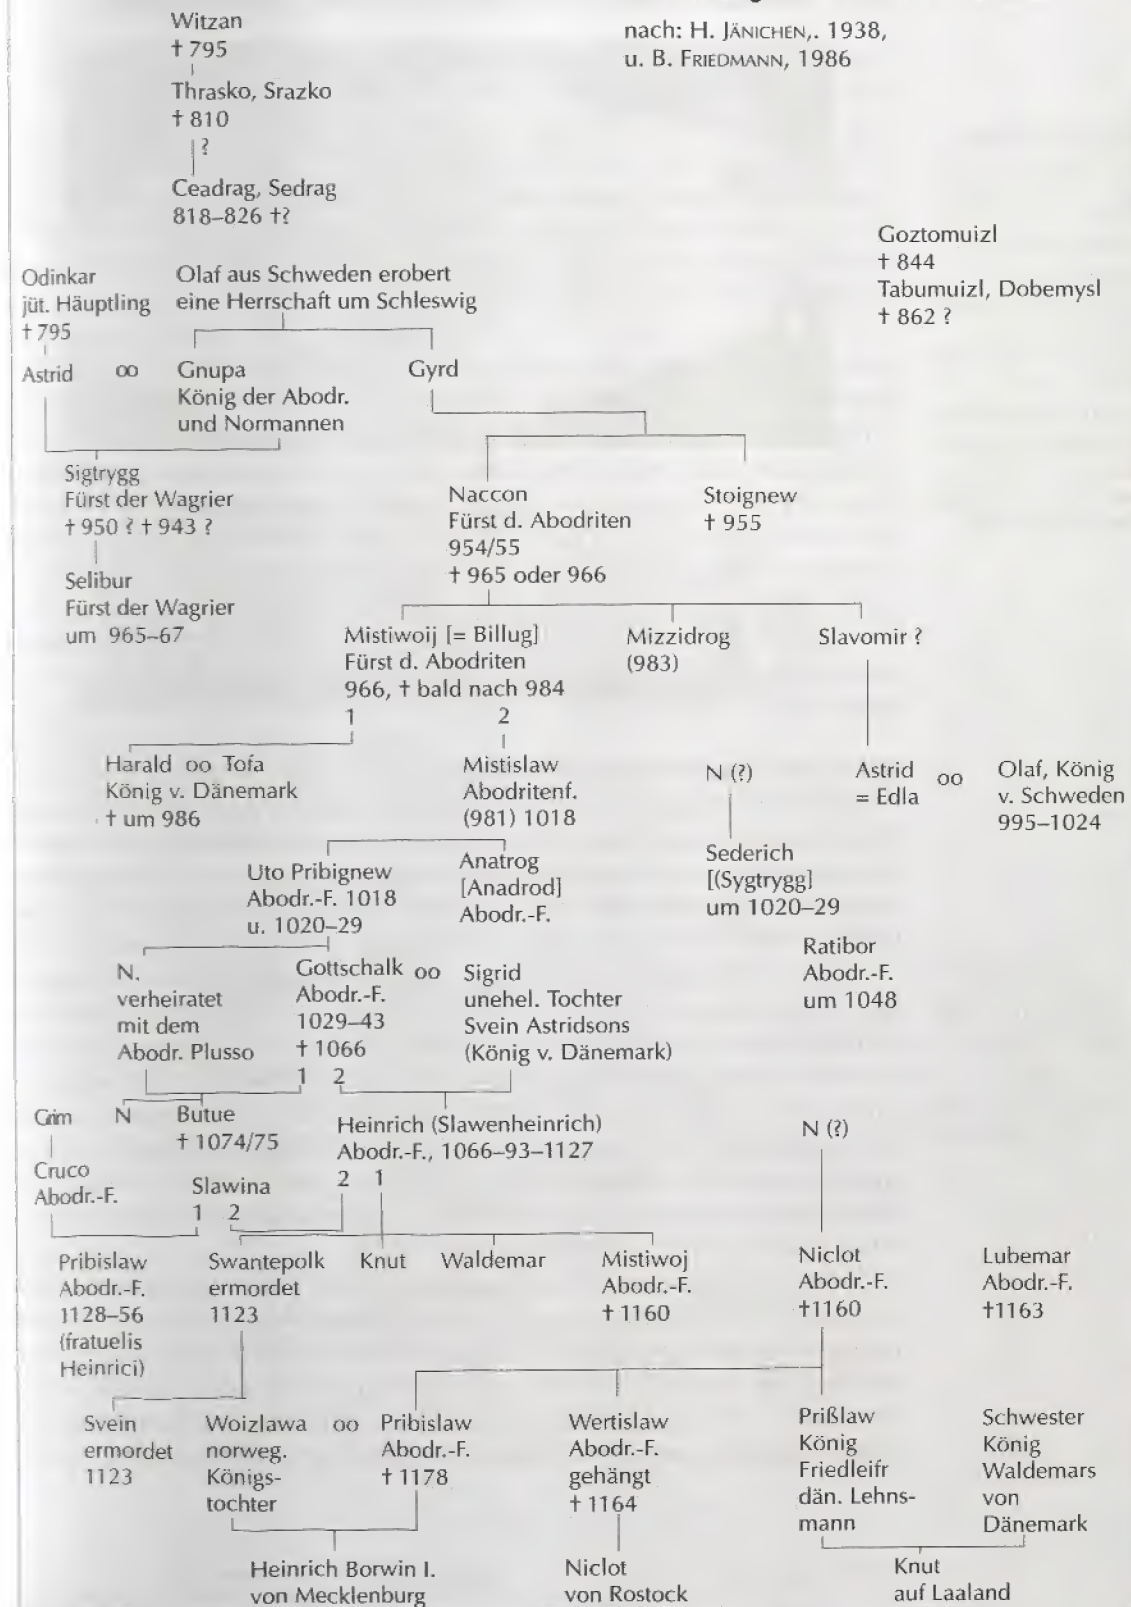 nach: H. JÄNICHEN,. 1938,
u. B. FRIEDMANN, 1986
Witzan
† 795
Thrasko, Srazko
† 810
?
Ceadrag, Sedrag
818–826 †?
Goztomuizl
† 844
Tabumuizl, Dobemysl
† 862 ?
Odinkar
jüt. Häuptling
† 795
Olaf aus Schweden erobert
eine Herrschaft um Schleswig
Astrid oo Gnupa
König der Abodr.
und Normannen
Gyrd
Sigtrygg
Fürst der Wagrier
† 950 ? † 943 ?
Naccon
Fürst d. Abodriten
954/55
† 965 oder 966
Stoignew
† 955
Selibur
Fürst der Wagrier
um 965–67
Mistiwoij [= Billug]
Fürst d. Abodriten
966, † bald nach 984
1 2
Mizzidrog
(983)
Slavomir ?
Harald oo Tofa
König v. Dänemark
† um 986
Mistislaw
Abodritenf.
(981) 1018
N (?)
Astrid
= Edla
oo
Olaf, König
v. Schweden
995–1024
Uto Pribignew
Abodr.-F. 1018
u. 1020–29
Anatrog
[Anadrod]
Abodr.-F.
Sederich
[(Sygtrygg]
um 1020–29
N.
verheiratet
mit dem
Abodr. Plusso
Gottschalk oo
Abodr.-F.
1029–43
† 1066
1 2
Sigrid
unehel. Tochter
Svein Astridsons
(König v. Dänemark)
Ratibor
Abodr.-F.
um 1048
Grim
N
Butue
† 1074/75
Heinrich (Slawenheinrich)
Abodr.-F., 1066–93–1127
2 1
N (?)
Cruco
Abodr.-F.
Slawina
1 2
Pribislaw
Abodr.-F.
1128–56
(fratuelis
Heinrici)
Swantepolk
ermordet
1123
Knut
Waldemar
Mistiwoj
Abodr.-F.
† 1160
Niclot
Abodr.-F.
†1160
Lubemar
Abodr.-F.
†1163
Svein
ermordet
1123
Woizlawa oo
norweg.
Königs-
tochter
Pribislaw
Abodr.-F.
† 1178
Wertislaw
Abodr.-F.
gehängt
† 1164
Prißlaw
König
Friedleifr
dän. Lehns-
mann
Schwester
König
Waldemars
von
Dänemark
Heinrich Borwin I.
von Mecklenburg
Niclot
von Rostock
Knut
auf Laaland